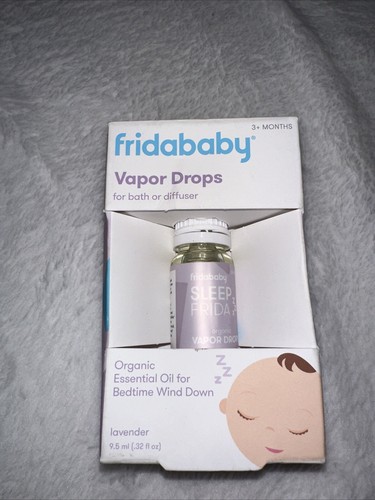 3+ MONTHS
fridababy®
Vapor Drops
for bath or diffuser
fridababy
SLEEP
FRIDA
organic
VAPOR DROPS
Organic
Essential Oil for
Bedtime Wind Down
z z z
lavender
9.5 ml (.32 fl oz)